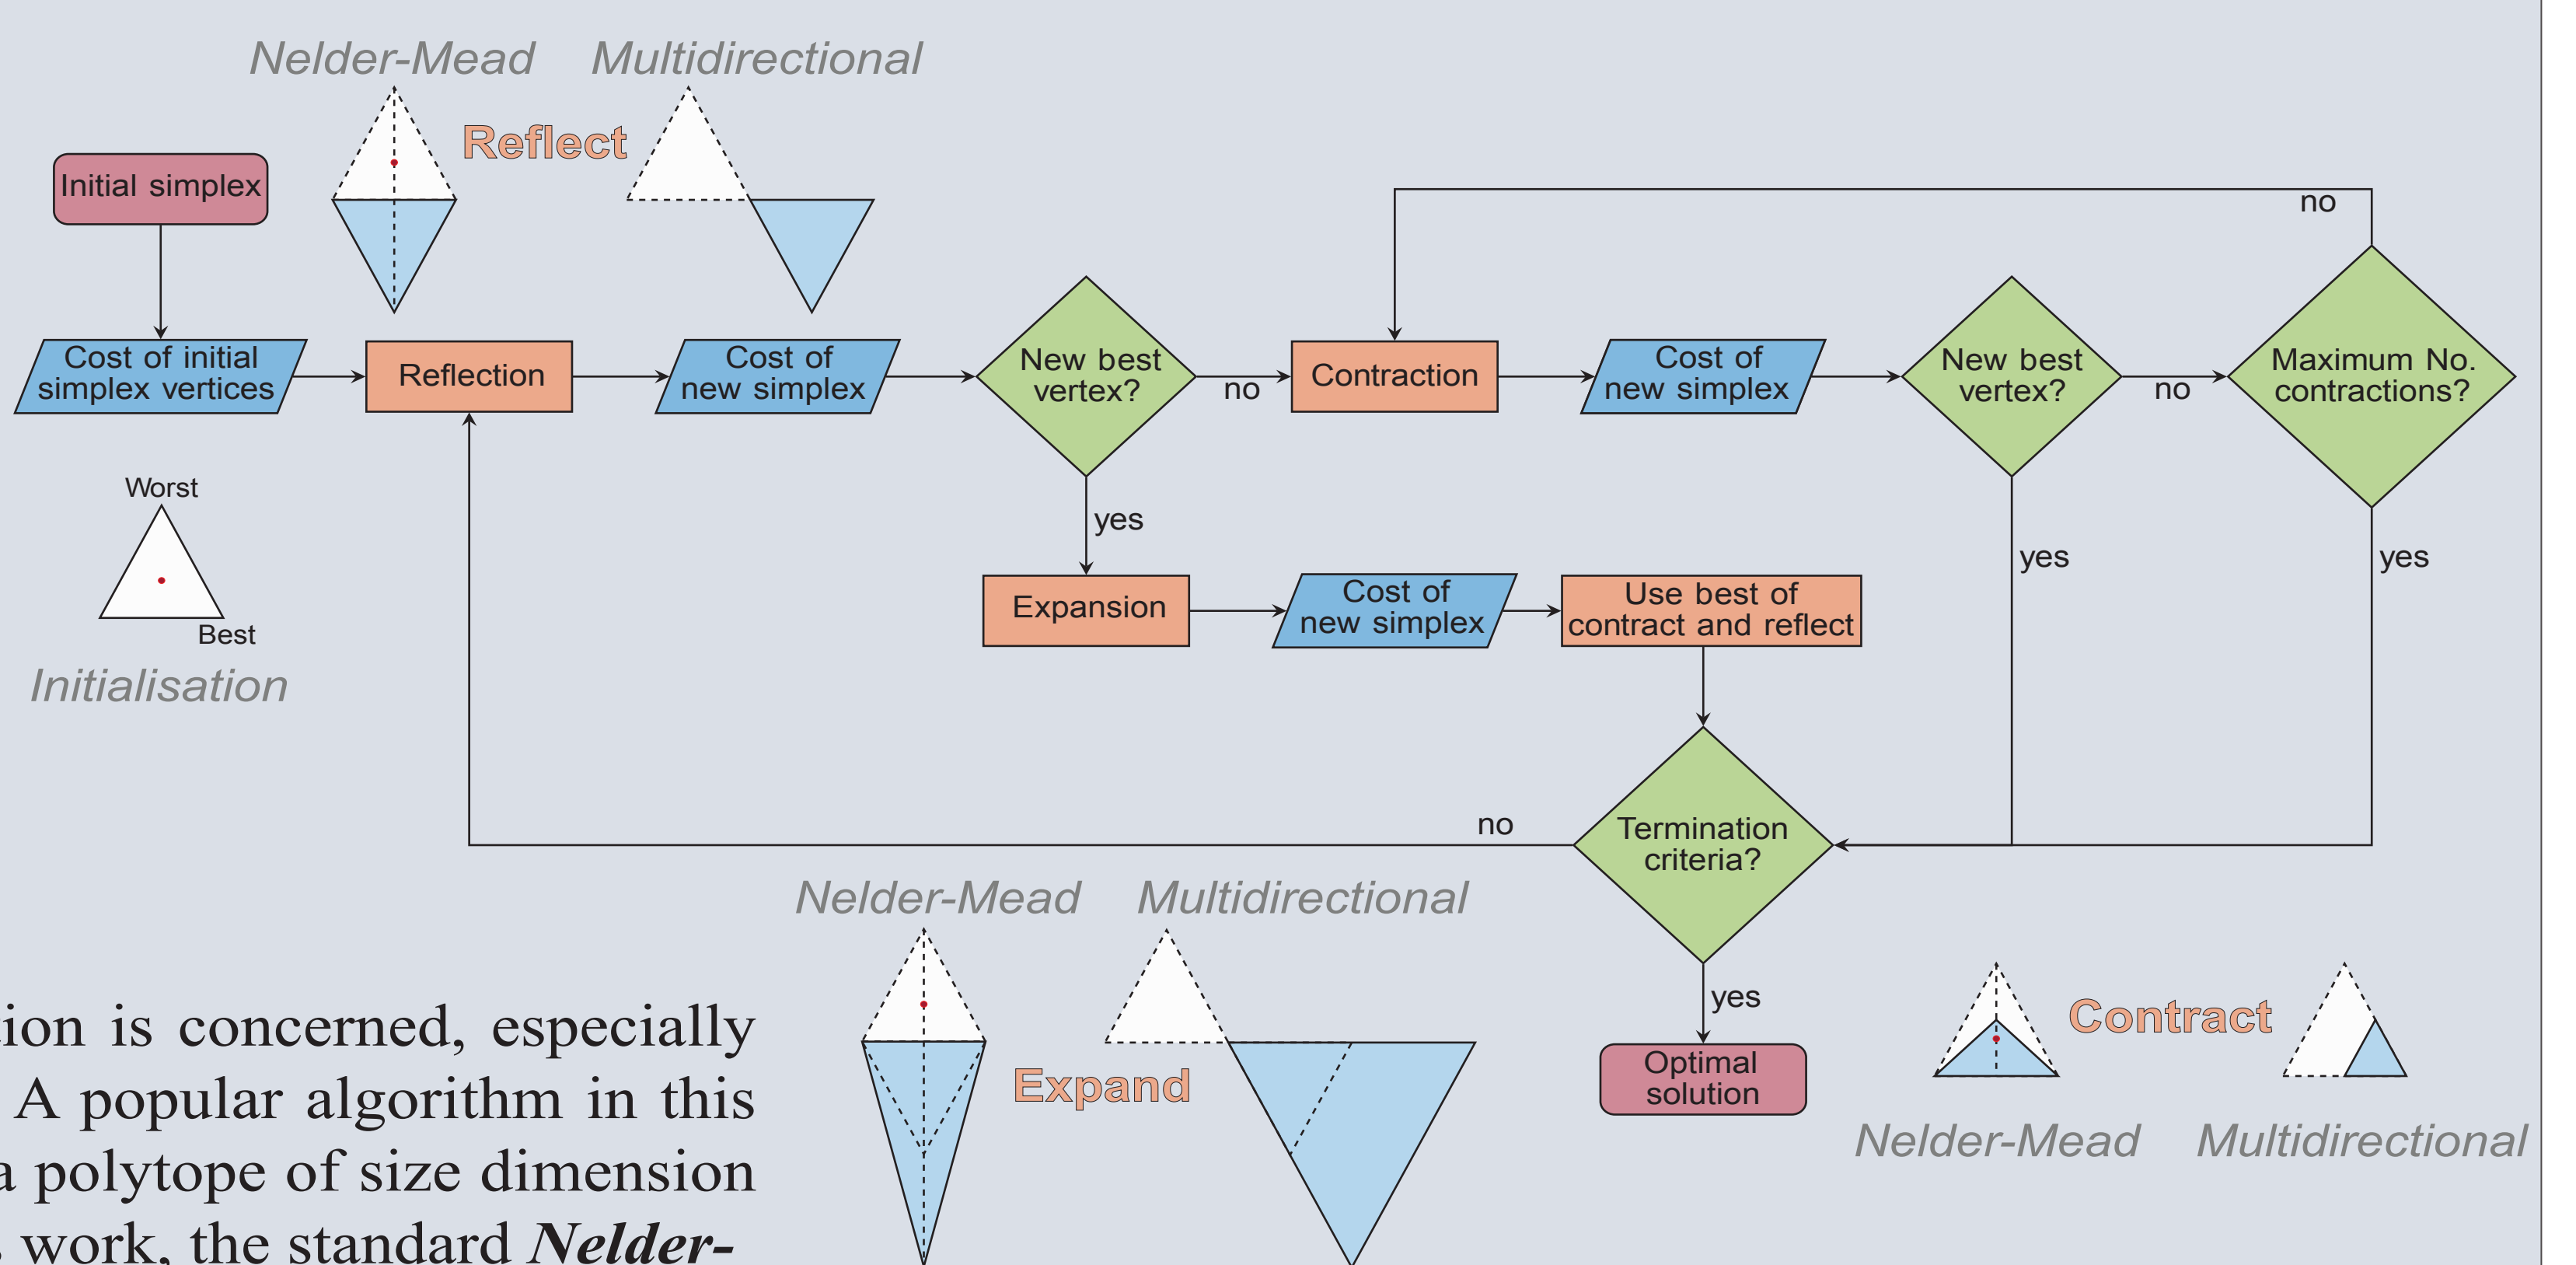 Nelder-Mead
Multidirectional
Reflect
Initial simplex
no
Cost of initial
simplex vertices
Reflection
Cost of
new simplex
New best
vertex?
no
Contraction
Cost of
new simplex
New best
vertex?
no
Maximum No.
contractions?
Worst
Best
Initialisation
yes
Expansion
Cost of
new simplex
Use best of
contract and reflect
yes
yes
no
Termination
criteria?
Nelder-Mead
Multidirectional
Expand
yes
Optimal
solution
Contract
Nelder-Mead
Multidirectional
is concerned, especially
A popular algorithm in this
a polytope of size dimension
work, the standard Nelder-